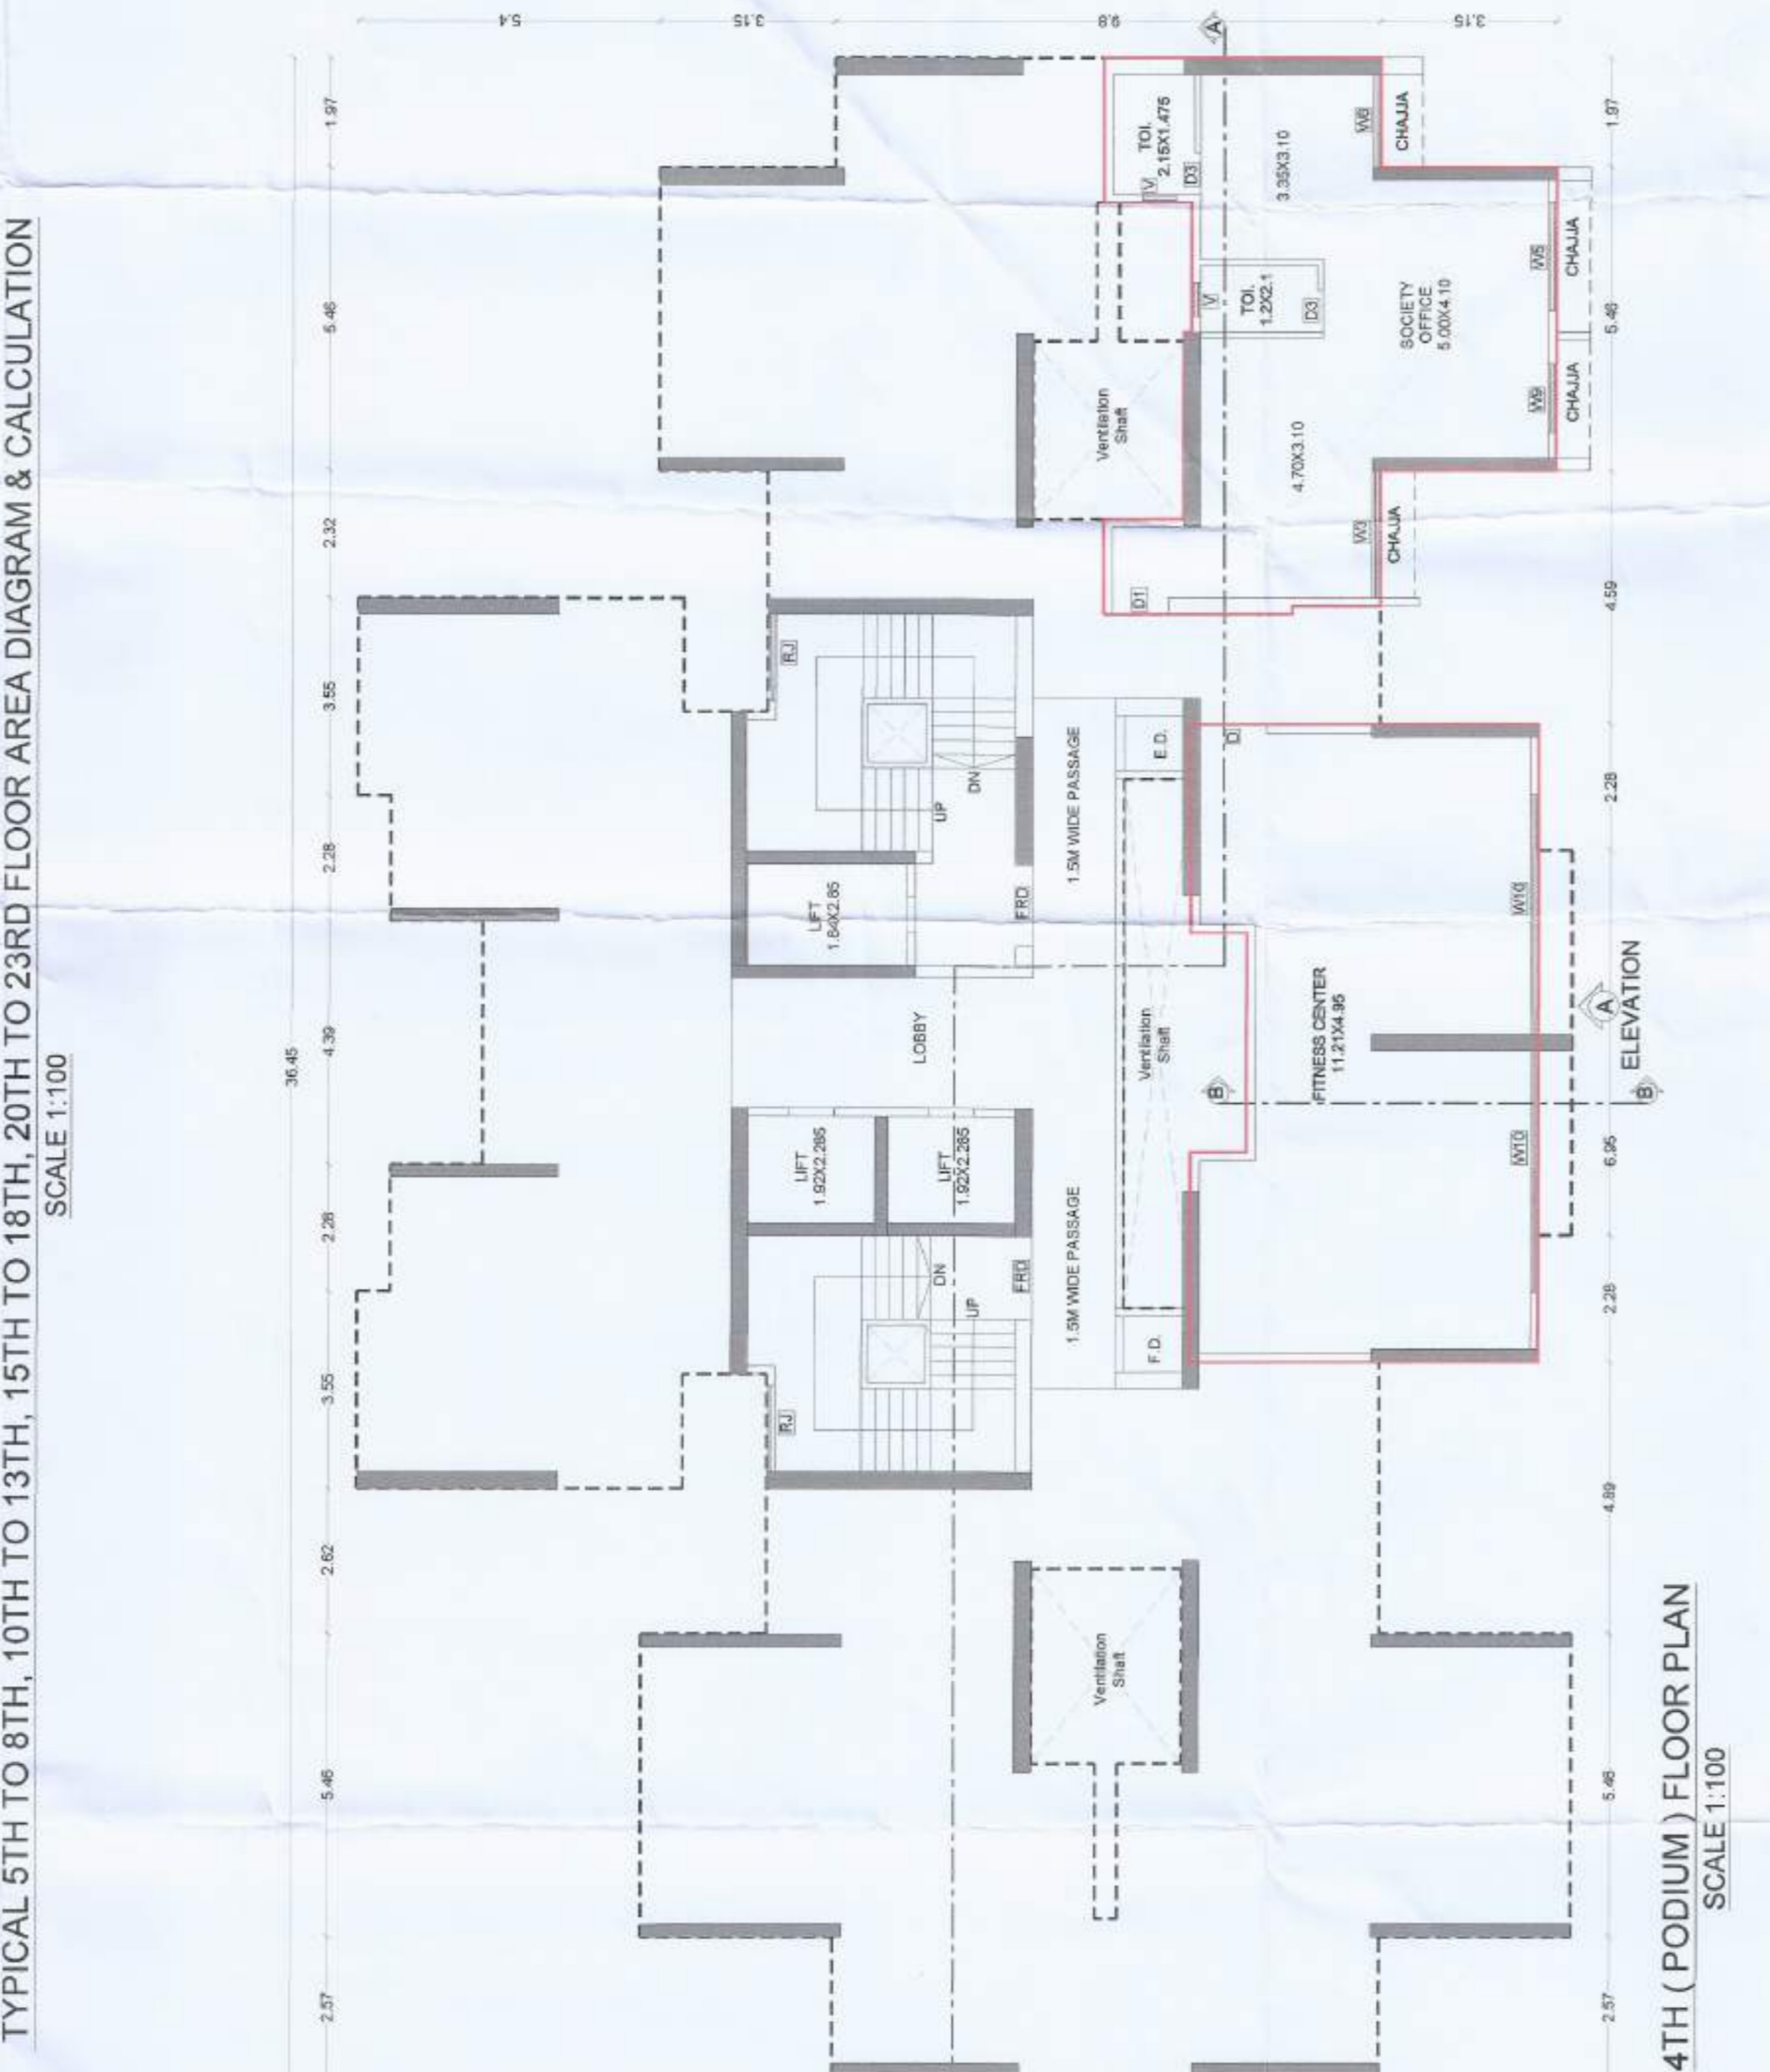 TYPICAL 5TH TO 8TH, 10TH TO 13TH, 15TH TO 18TH, 20TH TO 23RD FLOOR AREA DIAGRAM & CALCULATION
SCALE 1:100
36.45
2.57
5.46
2.62
3.55
2.28
4.39
2.28
3.55
2.32
5.46
1.97
5.4
3.15
9.8
3.15
RJ
DN
UP
FRD
LIFT
1.92X2.285
LIFT
1.92X2.285
LOBBY
LIFT
1.64X2.85
FRD
UP
DN
RJ
1.5M WIDE PASSAGE
1.5M WIDE PASSAGE
F.D.
Ventilation
Shaft
E.D.
Ventilation
Shaft
Ventilation
Shaft
TOI.
2.15X1.475
V
D3
D1
TOI.
1.2X2.1
V
D3
3.35X3.10
4.70X3.10
SOCIETY
OFFICE
5.00X4.10
W3
W9
W5
W6
CHAJJA
CHAJJA
CHAJJA
CHAJJA
D
FITNESS CENTER
11.21X4.95
W10
W10
A
B
B
A
ELEVATION
2.57
5.46
4.89
2.28
6.95
2.28
4.59
5.46
1.97
4TH ( PODIUM ) FLOOR PLAN
SCALE 1:100